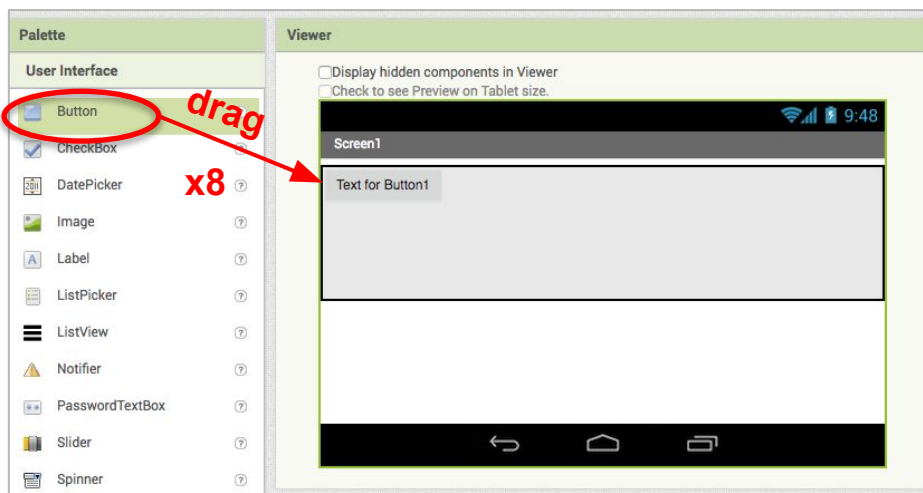 Palette
User Interface
Button
CheckBox
DatePicker
Image
Label
ListPicker
ListView
Notifier
PasswordTextBox
Slider
Spinner
drag
x8
Viewer
Display hidden components in Viewer
Check to see Preview on Tablet size.
9:48
Screen1
Text for Button1